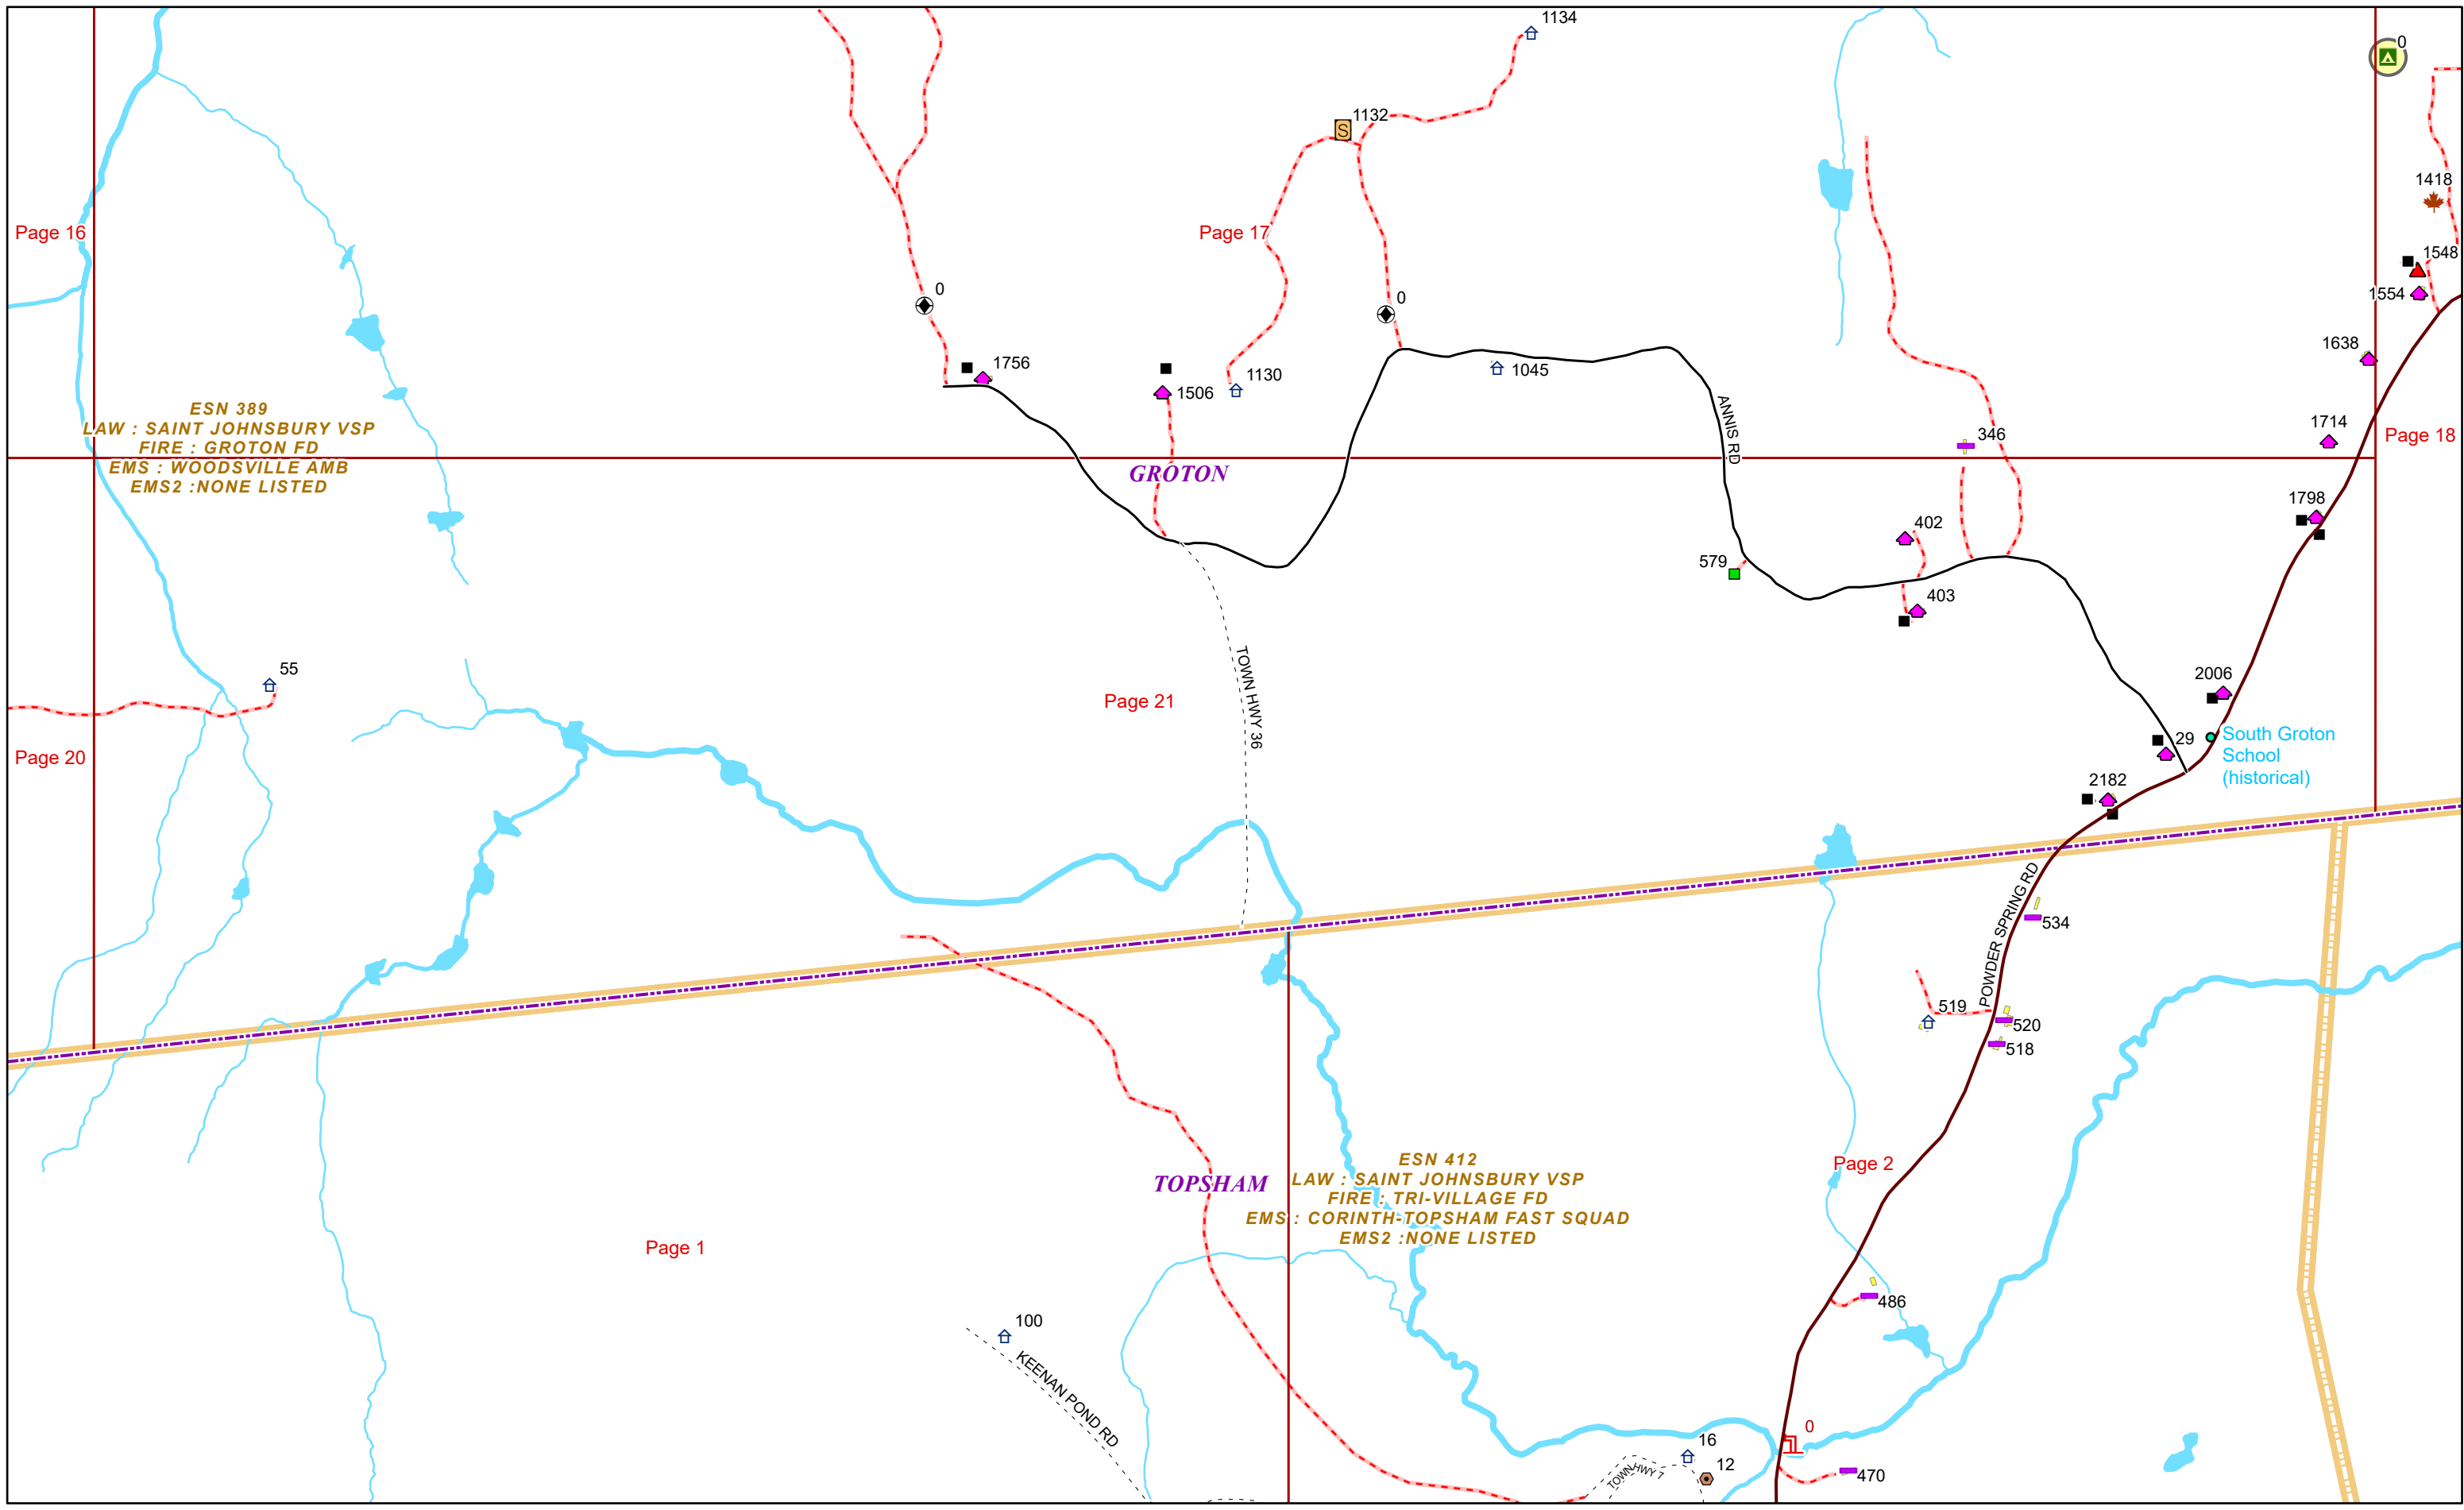 1134
0
1132
S
1418
Page 16
Page 17
1548
0
0
1554
1638
1756
1506
1130
1045
ESN 389
LAW : SAINT JOHNSBURY VSP
FIRE : GROTON FD
EMS : WOODSVILLE AMB
EMS2 :NONE LISTED
ANNIS RD
346
1714
Page 18
GROTON
1798
402
579
403
55
TOWN HWY 36
2006
Page 21
Page 20
29
South Groton
School
(historical)
2182
POWDER SPRING RD
534
519
520
518
ESN 412
LAW : SAINT JOHNSBURY VSP
FIRE : TRI-VILLAGE FD
EMS : CORINTH-TOPSHAM FAST SQUAD
EMS2 :NONE LISTED
TOPSHAM
Page 2
Page 1
486
100
KEENAN POND RD
0
16
12
TOWN HWY 7
470